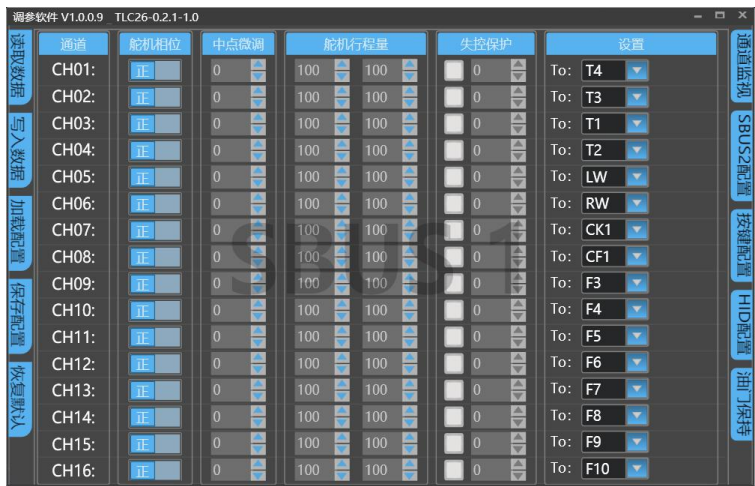 调参软件 V1.0.0.9 _TLC26-0.2.1-1.0
读取数据
写入数据
加载配置
保存配置
恢复默认
通道 舵机相位 中点微调 舵机行程量 失控保护 设置
CH01: 正 0 100 100 0 To: T4
CH02: 正 0 100 100 0 To: T3
CH03: 正 0 100 100 0 To: T1
CH04: 正 0 100 100 0 To: T2
CH05: 正 0 100 100 0 To: LW
CH06: 正 0 100 100 0 To: RW
CH07: 正 0 100 100 0 To: CK1
CH08: 正 0 100 100 0 To: CF1
CH09: 正 0 100 100 0 To: F3
CH10: 正 0 100 100 0 To: F4
CH11: 正 0 100 100 0 To: F5
CH12: 正 0 100 100 0 To: F6
CH13: 正 0 100 100 0 To: F7
CH14: 正 0 100 100 0 To: F8
CH15: 正 0 100 100 0 To: F9
CH16: 正 0 100 100 0 To: F10
SBUS 1
通道监视
SBUS2配置
按键配置
HID配置
油门保持